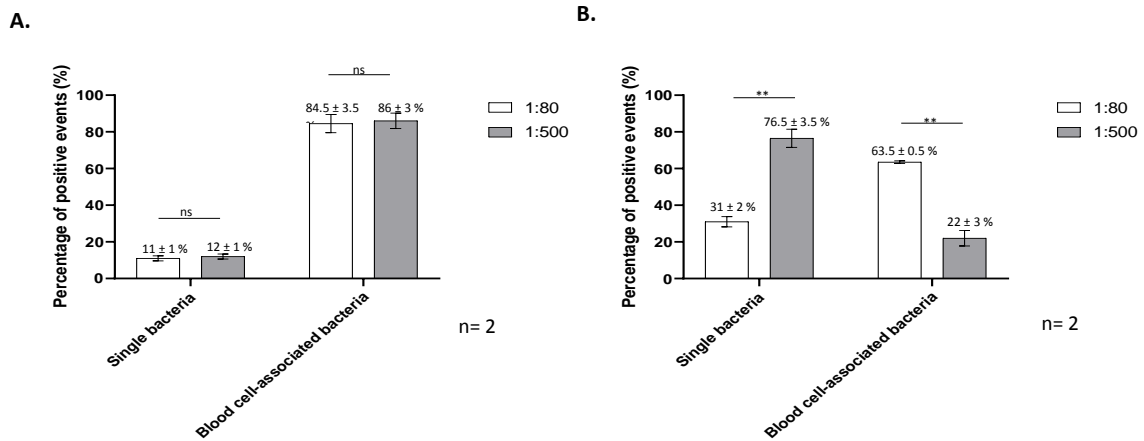 A.
ns
84.5 ± 3.5
86 ± 3 %
ns
11 ± 1 %
12 ± 1 %
Percentage of positive events (%)
100
80
60
40
20
0
Single bacteria
Blood cell-associated bacteria
1:80
1:500
n= 2
B.
**
76.5 ± 3.5 %
**
63.5 ± 0.5 %
31 ± 2 %
22 ± 3 %
Percentage of positive events (%)
100
80
60
40
20
0
Single bacteria
Blood cell-associated bacteria
1:80
1:500
n= 2